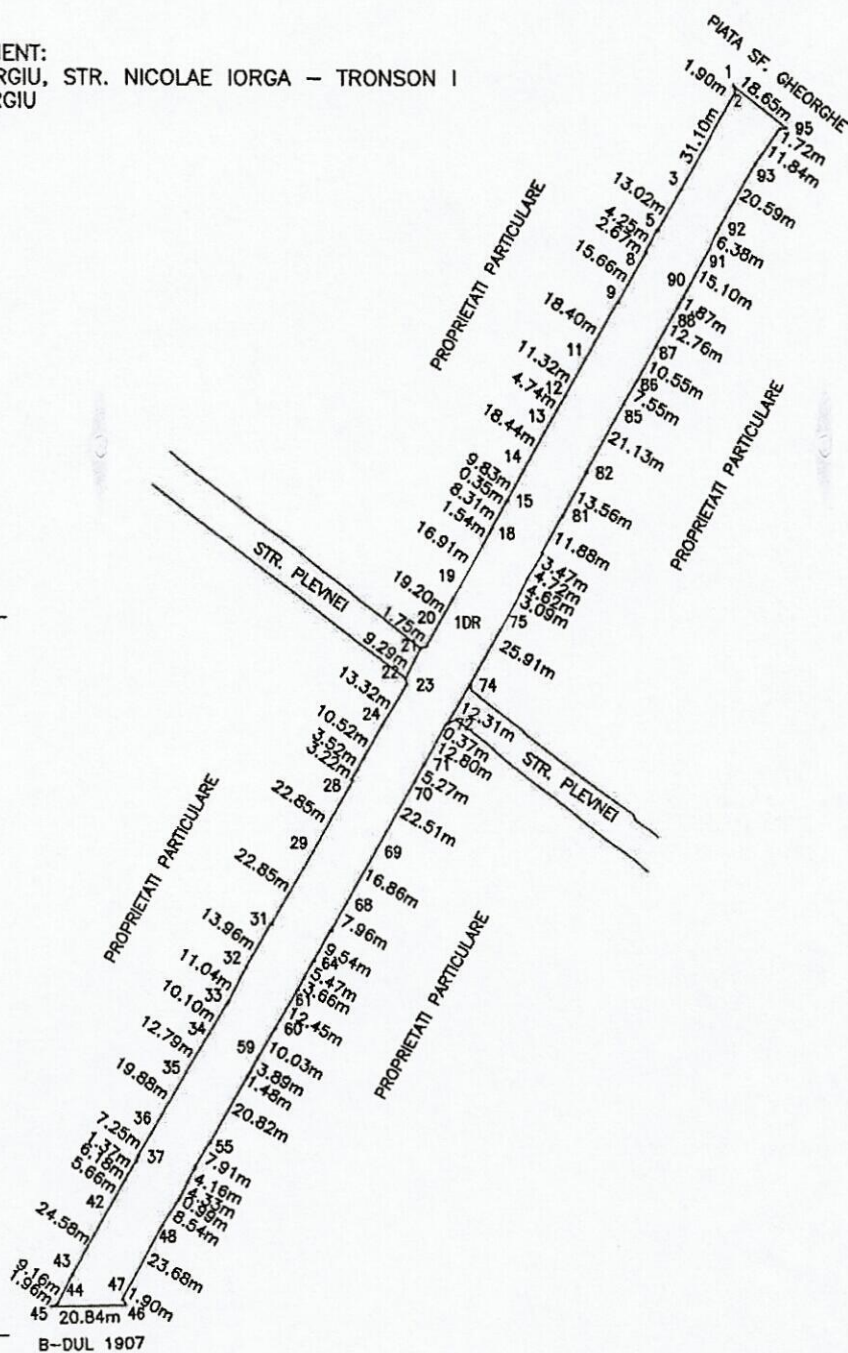 IENT:
RGIU, STR. NICOLAE IORGA – TRONSON I
RGIU
PIATA SF. GHEORGHE
1
1.90m
2
18.65m
95
1.72m
11.84m
93
20.59m
92
6.38m
91
90
15.10m
1.87m
88
12.76m
87
10.55m
86
7.55m
85
21.13m
82
13.56m
81
11.88m
3.47m
4.72m
4.62m
3.09m
75
25.91m
74
12.31m
72
0.37m
12.80m
71
5.27m
70
22.51m
69
16.86m
68
7.96m
9.54m
64
5.47m
3.66m
61
12.45m
60
59
10.03m
3.89m
1.48m
20.82m
55
7.91m
4.16m
4.33m
0.99m
8.54m
48
23.68m
47
1.90m
46
31.10m
3
13.02m
5
4.25m
2.67m
8
15.66m
9
18.40m
11
11.32m
12
4.74m
13
18.44m
14
9.83m
0.35m
15
8.31m
1.54m
18
16.91m
19
19.20m
20
1.75m
21
9.29m
22
23
13.32m
24
10.52m
3.52m
3.22m
28
22.85m
29
22.85m
31
13.96m
32
11.04m
33
10.10m
34
12.79m
35
19.88m
36
7.25m
1.37m
37
6.18m
5.66m
42
24.58m
43
9.16m
44
1.96m
45
20.84m
B-DUL 1907
1DR
PROPRIETATI PARTICULARE
PROPRIETATI PARTICULARE
STR. PLEVNEI
STR. PLEVNEI
PROPRIETATI PARTICULARE
PROPRIETATI PARTICULARE